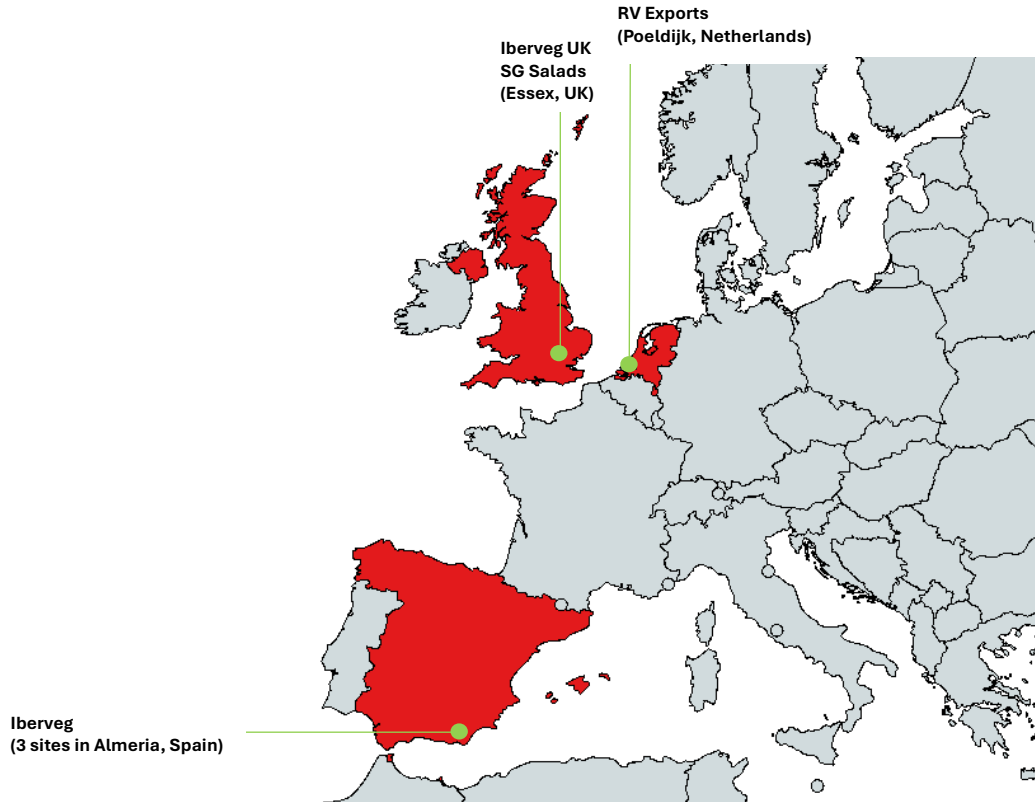 RV Exports
(Poeldijk, Netherlands)
Iberveg UK
SG Salads
(Essex, UK)
Iberveg
(3 sites in Almeria, Spain)